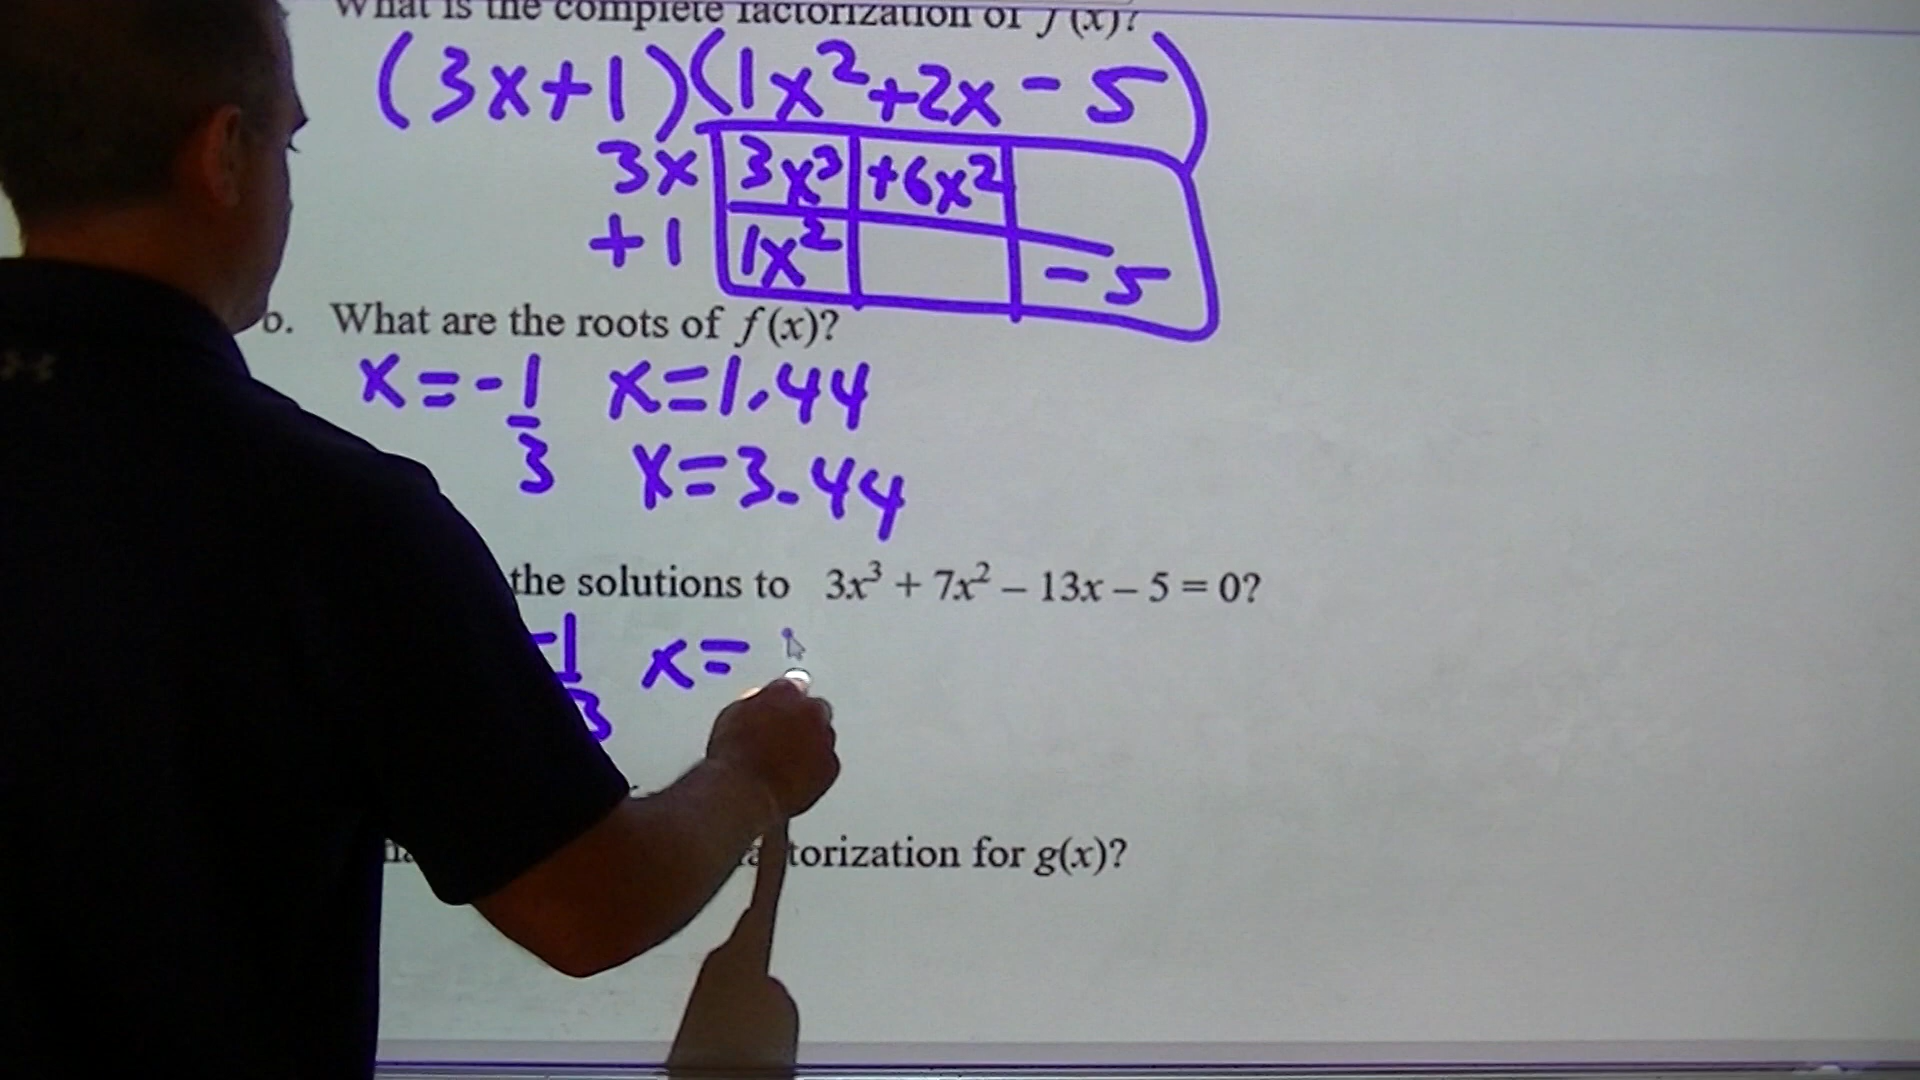 What is the complete factorization of f(x)?
(3x+1)(1x²+2x-5)
3x 3x³ +6x²
+1 1x² -5
b. What are the roots of f(x)?
x=-1/3 x=1.44
x=3.44
the solutions to 3x³ + 7x² – 13x – 5 = 0?
-1/3 x=
torization for g(x)?